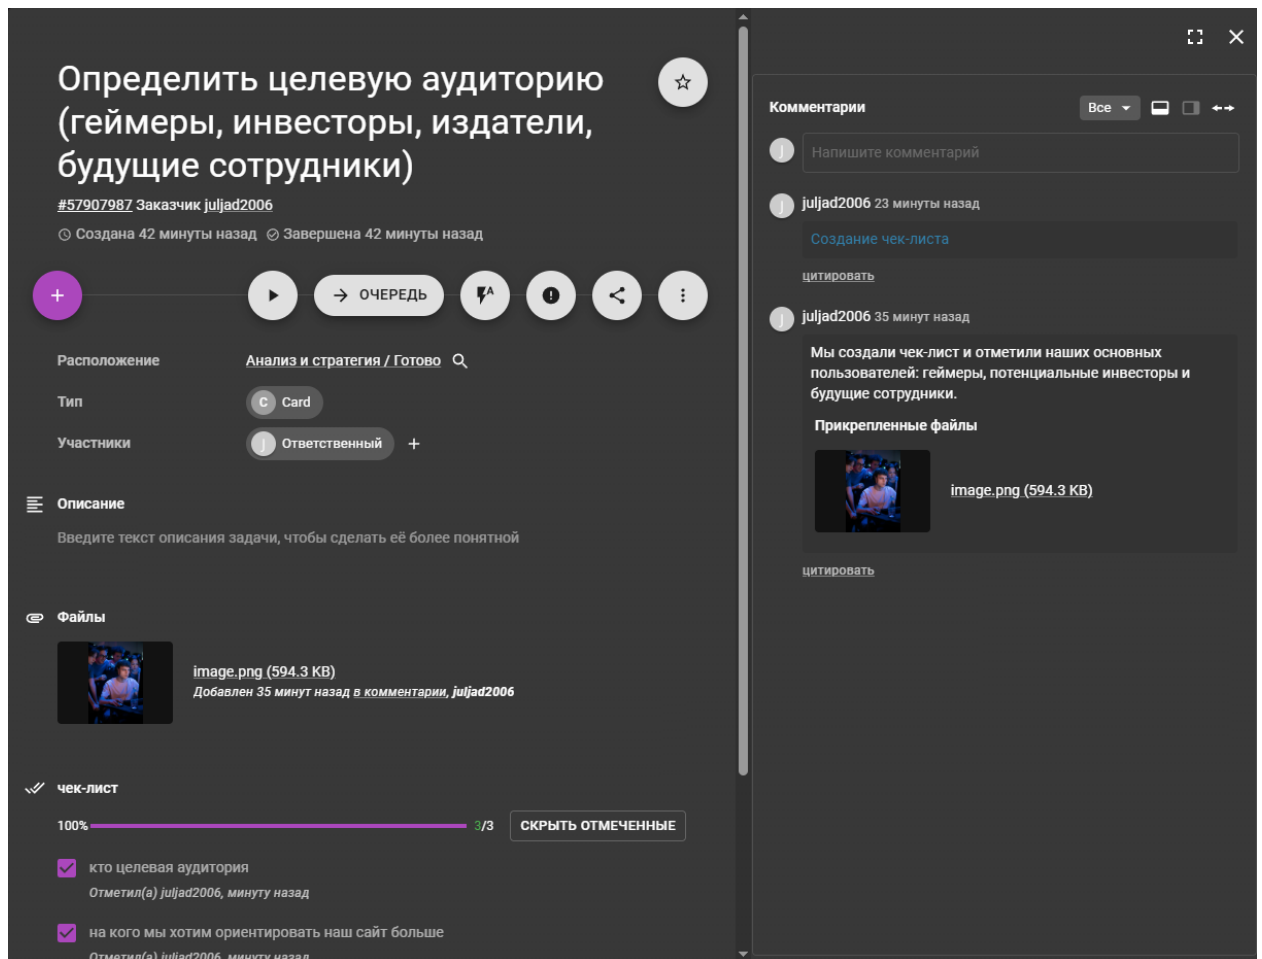 Определить целевую аудиторию
(геймеры, инвесторы, издатели,
будущие сотрудники)
#57907987 Заказчик juljad2006
Создана 42 минуты назад Завершена 42 минуты назад
ОЧЕРЕДЬ
Расположение Анализ и стратегия / Готово
Тип C Card
Участники J Ответственный
Описание
Введите текст описания задачи, чтобы сделать её более понятной
Файлы
image.png (594.3 KB)
Добавлен 35 минут назад в комментарии, juljad2006
чек-лист
100% 3/3 СКРЫТЬ ОТМЕЧЕННЫЕ
кто целевая аудитория
Отметил(а) juljad2006, минуту назад
на кого мы хотим ориентировать наш сайт больше
Отметил(а) juljad2006, минуту назад
Комментарии Все
J Напишите комментарий
J juljad2006 23 минуты назад
Создание чек-листа
цитировать
J juljad2006 35 минут назад
Мы создали чек-лист и отметили наших основных
пользователей: геймеры, потенциальные инвесторы и
будущие сотрудники.
Прикрепленные файлы
image.png (594.3 KB)
цитировать